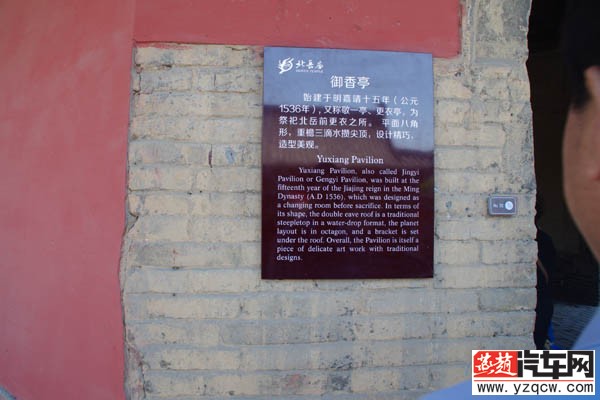 北岳庙
BEIYUE TEMPLE
御香亭
始建于明嘉靖十五年（公元
1536年），又称敬一亭、更衣亭，为
祭祀北岳前更衣之所。平面八角
形，重檐三滴水攒尖顶，设计精巧，
造型美观。
Yuxiang Pavilion
Yuxiang Pavilion, also called Jingyi
Pavilion or Gengyi Pavilion, was built at the
fifteenth year of the Jiajing reign in the Ming
Dynasty (A.D 1536), which was designed as
a changing room before sacrifice. In terms of
its shape, the double eave roof is a traditional
steepletop in a water-drop format, the planet
layout is in octagon, and a bracket is set
under the roof. Overall, the Pavilion is itself a
piece of delicate art work with traditional
designs.
燕赵汽车网
www.yzqcw.com